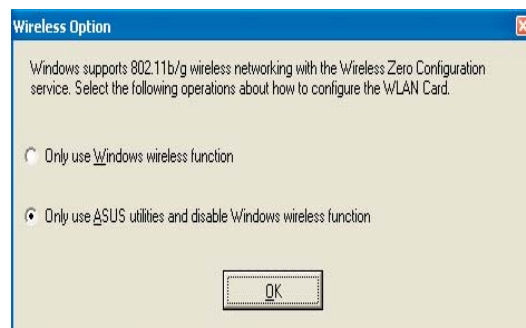 Wireless Option
Windows supports 802.11b/g wireless networking with the Wireless Zero Configuration
service. Select the following operations about how to configure the WLAN Card.
Only use Windows wireless function
Only use ASUS utilities and disable Windows wireless function
OK